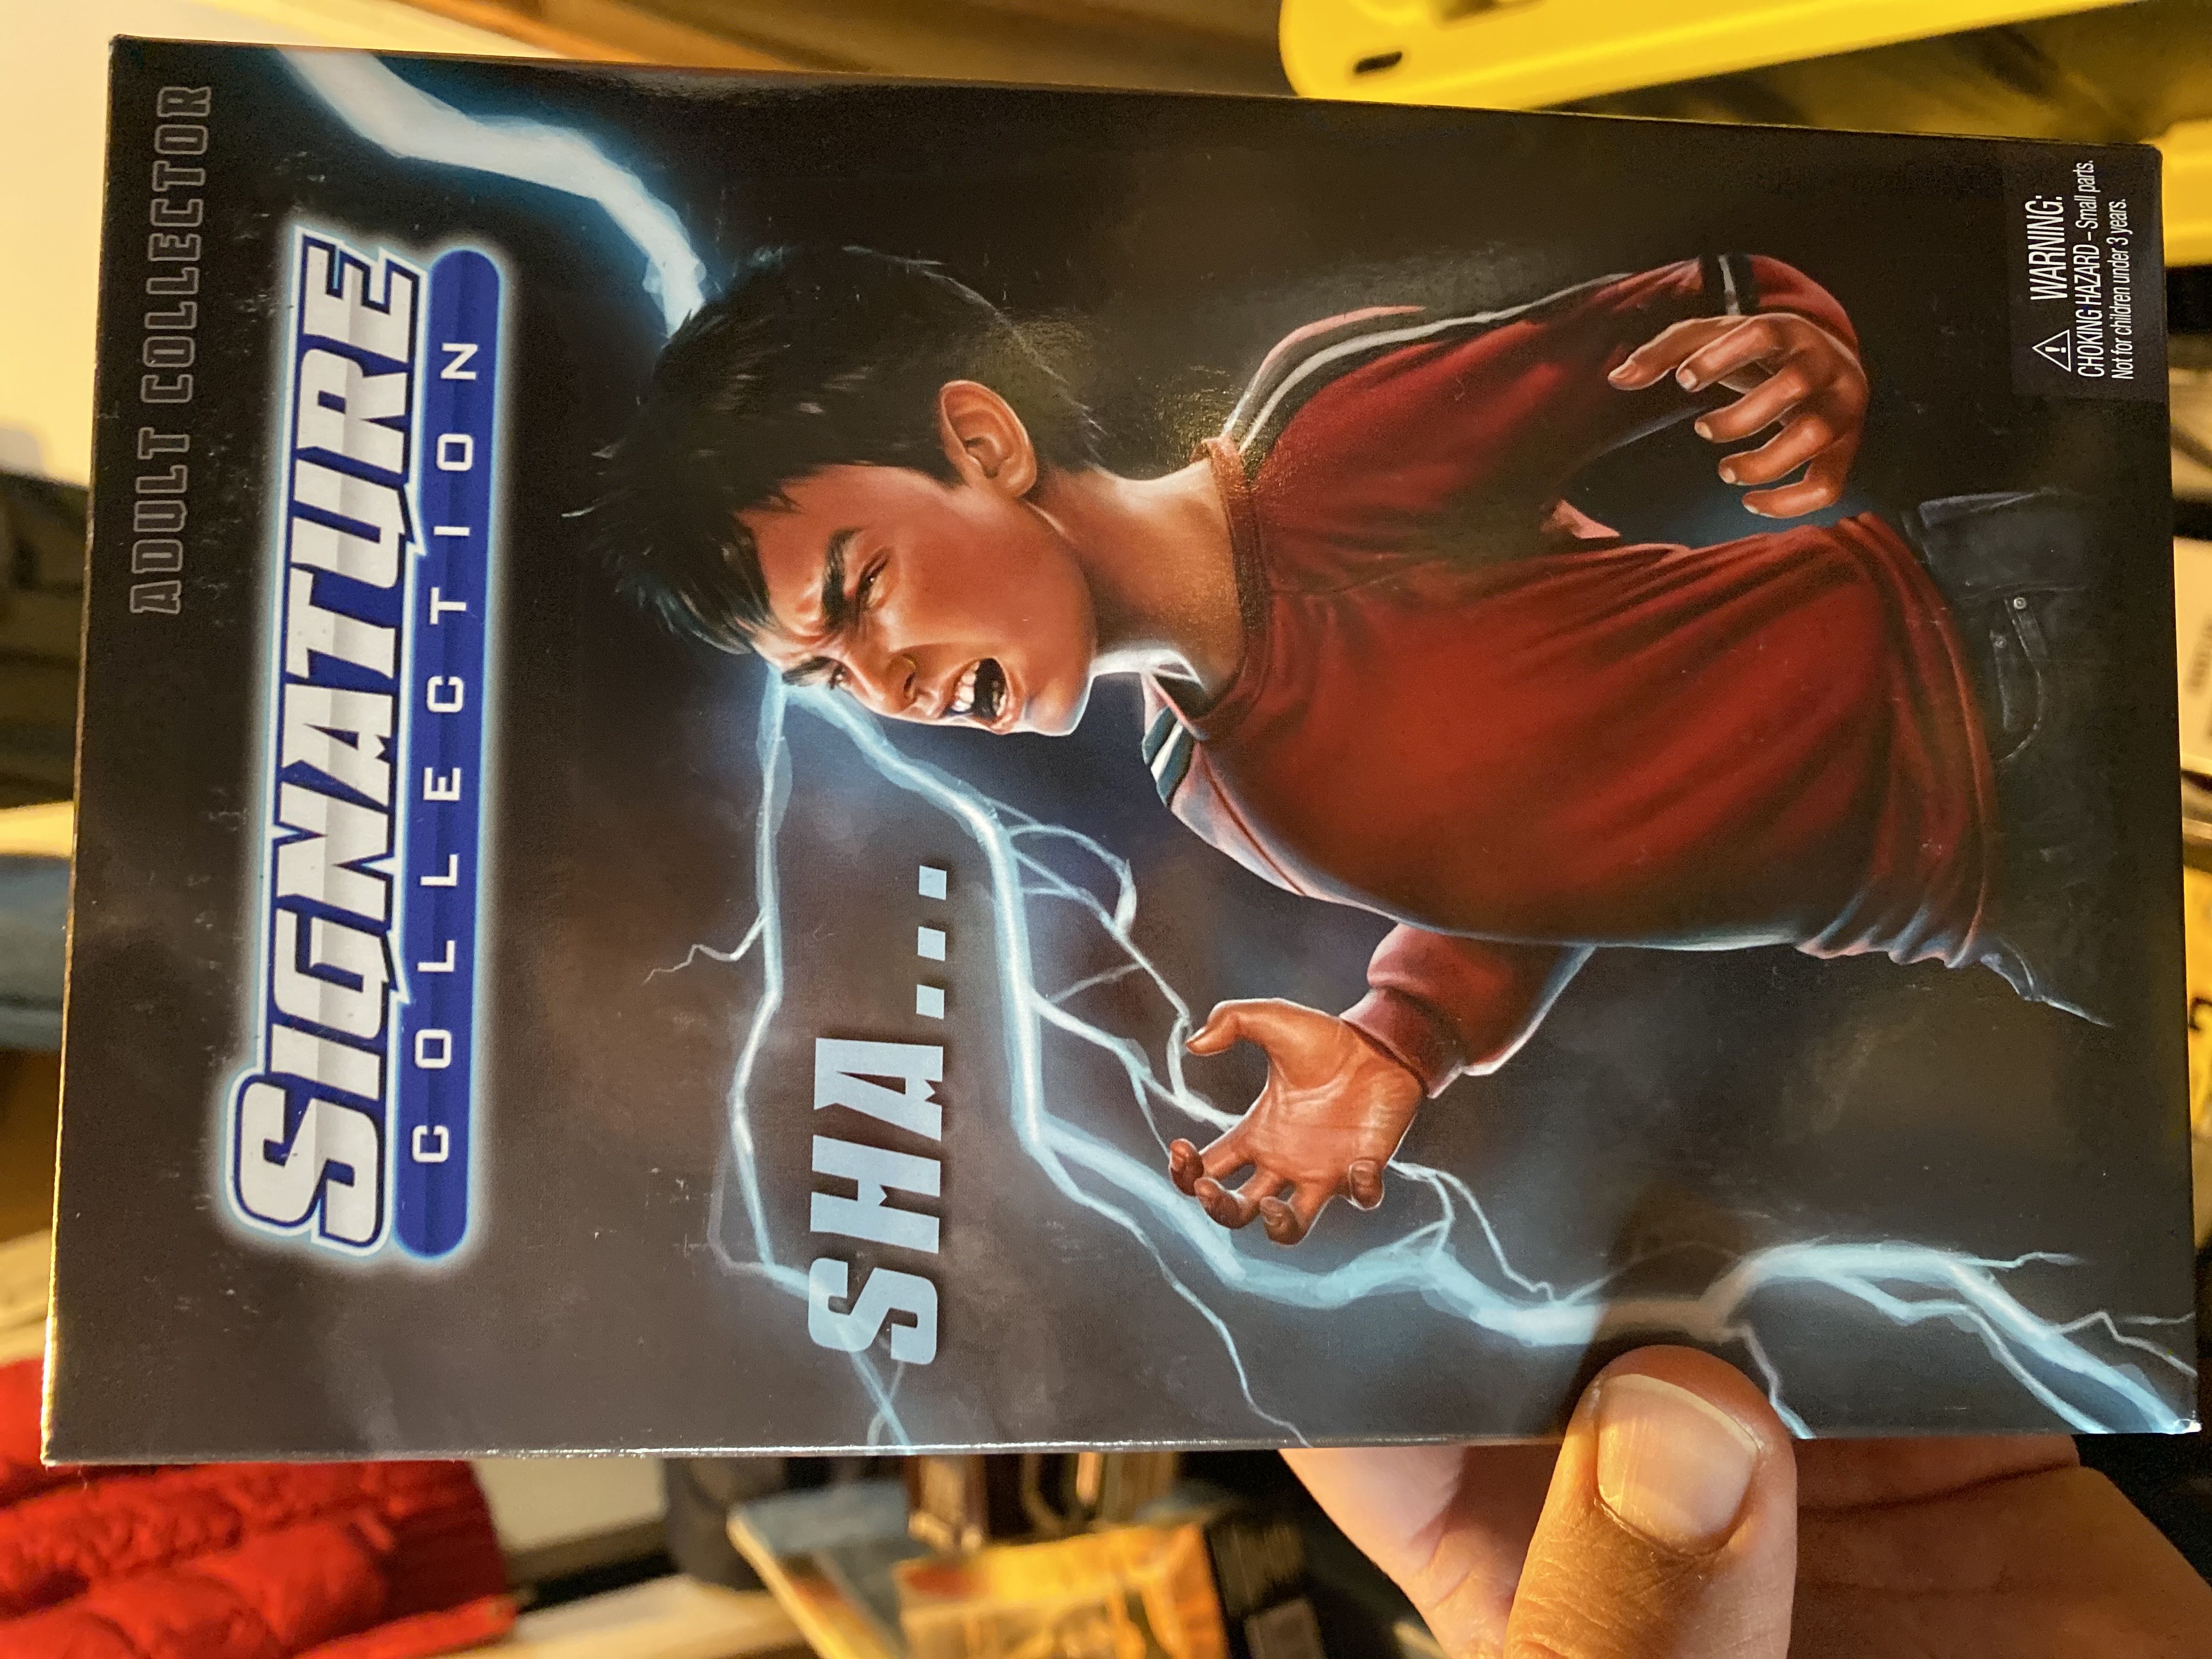 ADULT COLLECTOR
SIGNATURE
COLLECTION
SHA...
WARNING:
CHOKING HAZARD – Small parts.
Not for children under 3 years.